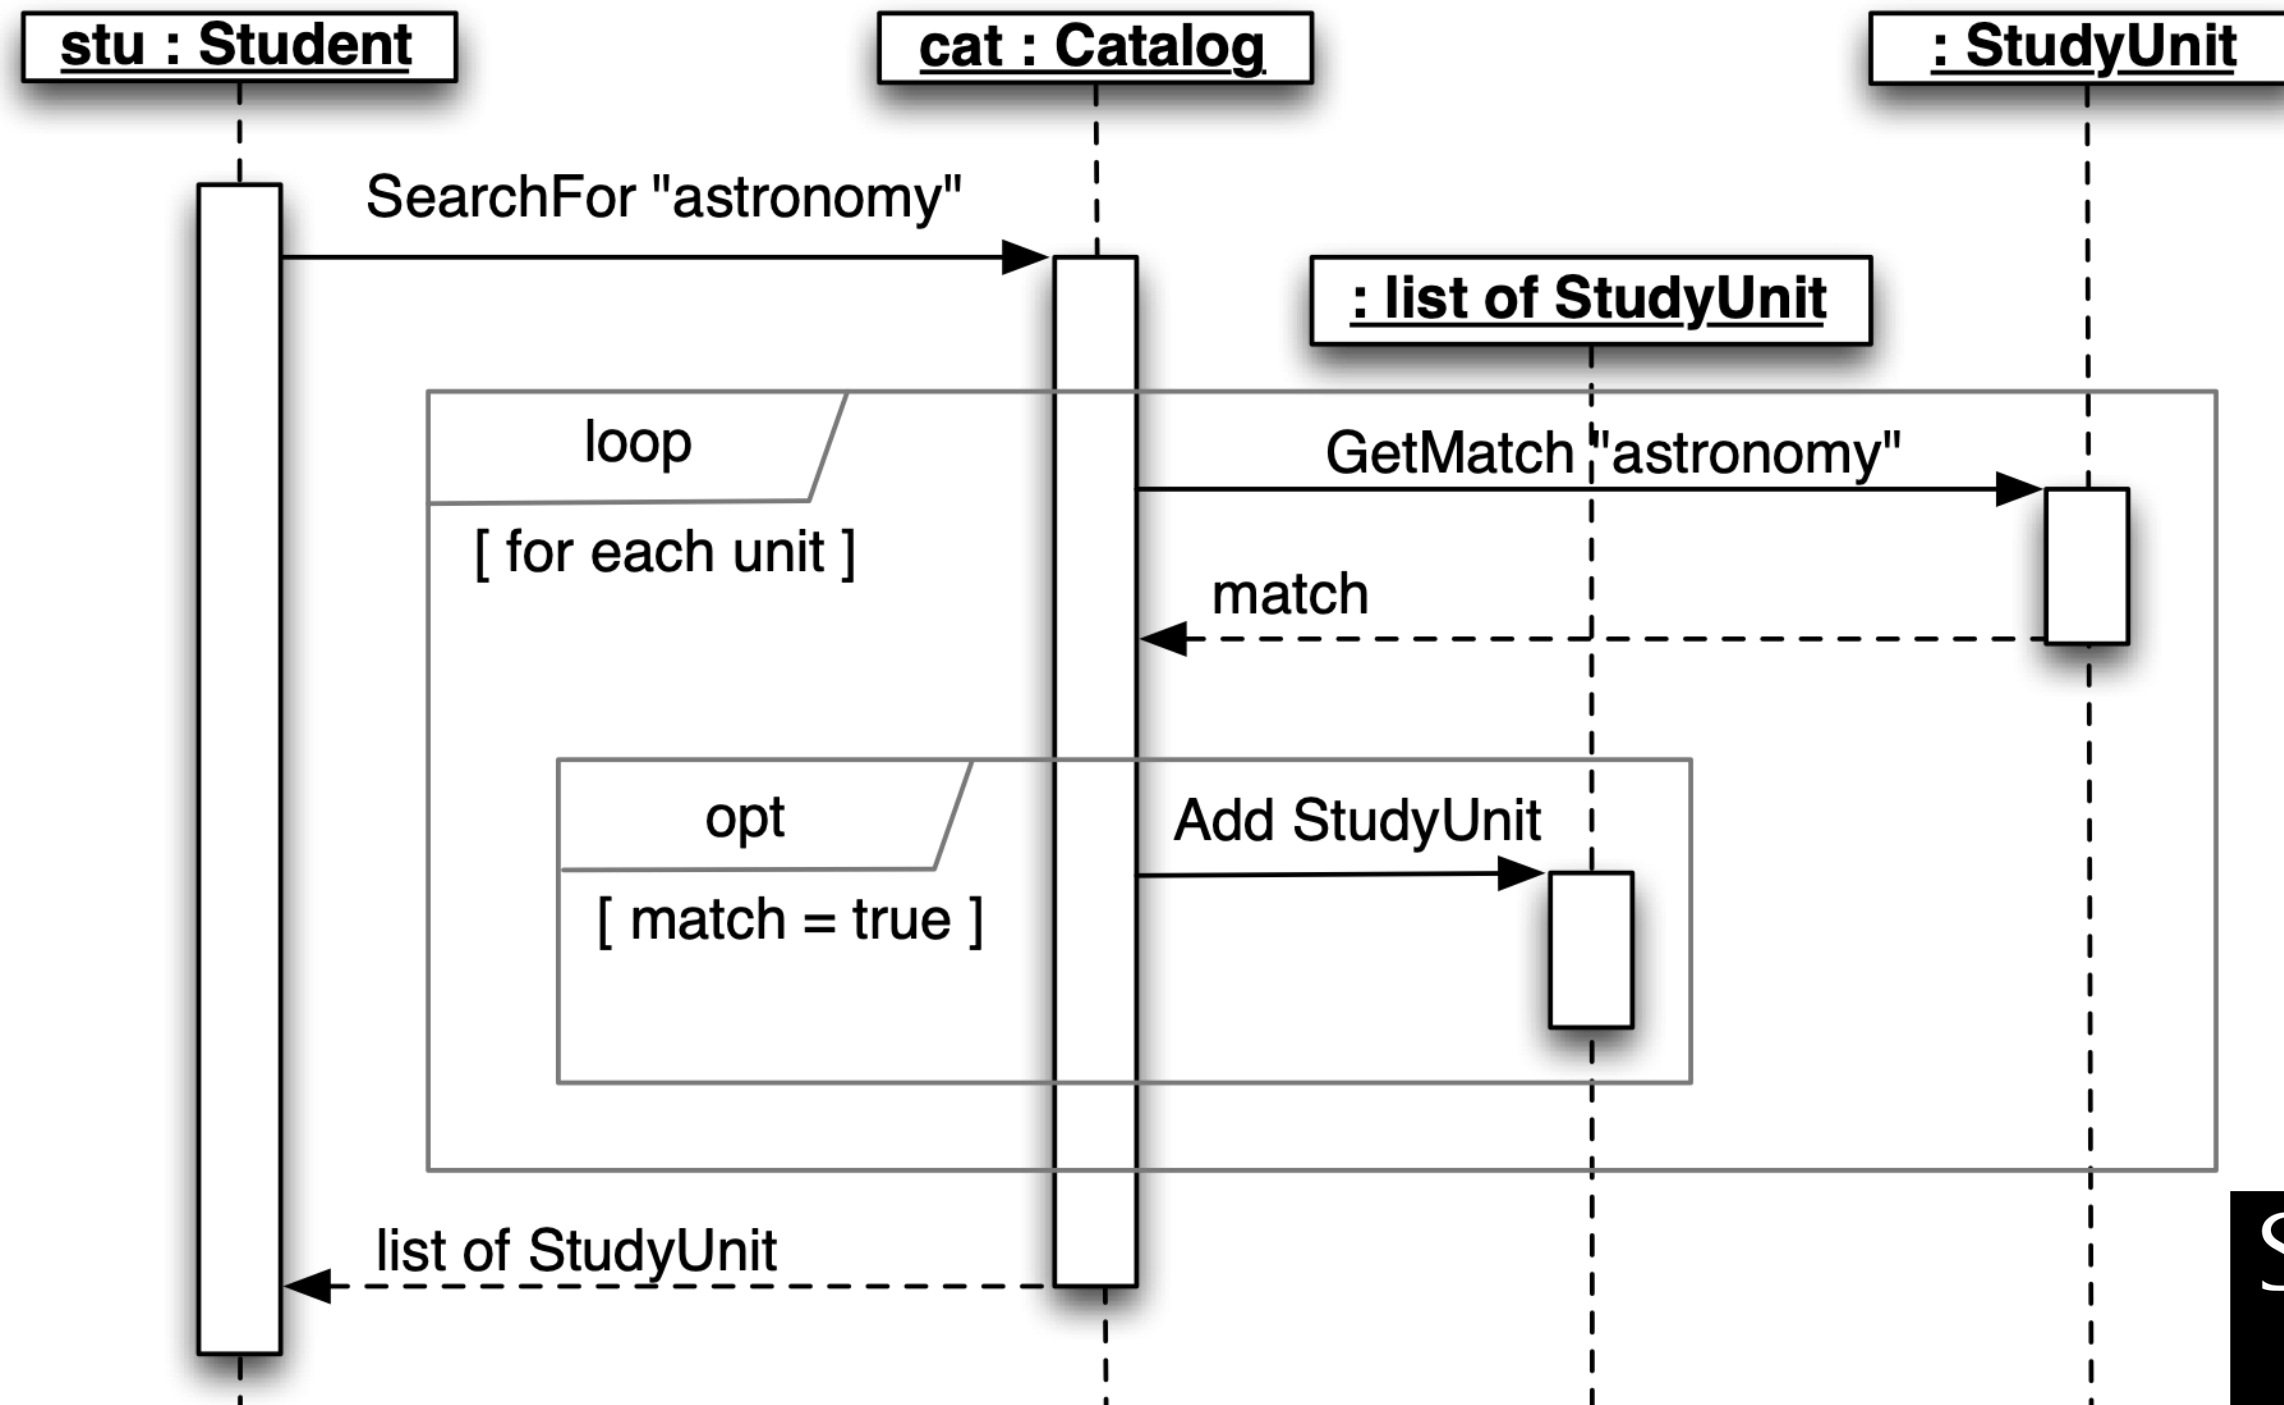 stu : Student
cat : Catalog
: StudyUnit
SearchFor "astronomy"
: list of StudyUnit
loop
GetMatch "astronomy"
[ for each unit ]
match
opt
Add StudyUnit
[ match = true ]
list of StudyUnit